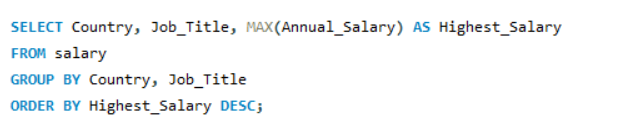 SELECT Country, Job_Title, MAX(Annual_Salary) AS Highest_Salary
FROM salary
GROUP BY Country, Job_Title
ORDER BY Highest_Salary DESC;